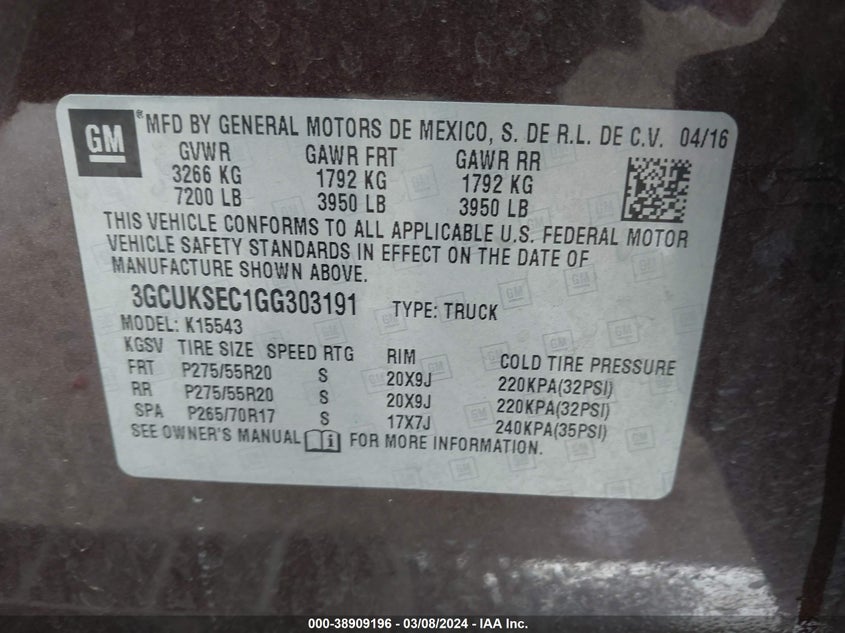 GM
® MFD BY GENERAL MOTORS DE MEXICO, S. DE R.L. DE C.V. 04/16
GVWR GAWR FRT GAWR RR
3266 KG 1792 KG 1792 KG
7200 LB 3950 LB 3950 LB
THIS VEHICLE CONFORMS TO ALL APPLICABLE U.S. FEDERAL MOTOR
VEHICLE SAFETY STANDARDS IN EFFECT ON THE DATE OF
MANUFACTURE SHOWN ABOVE.
3GCUKSEC1GG303191 TYPE: TRUCK
MODEL: K15543
KGSV TIRE SIZE SPEED RTG RIM COLD TIRE PRESSURE
FRT P275/55R20 S 20X9J 220KPA(32PSI)
RR P275/55R20 S 20X9J 220KPA(32PSI)
SPA P265/70R17 S 17X7J 240KPA(35PSI)
SEE OWNER'S MANUAL FOR MORE INFORMATION.
000-38909196 - 03/08/2024 - IAA Inc.